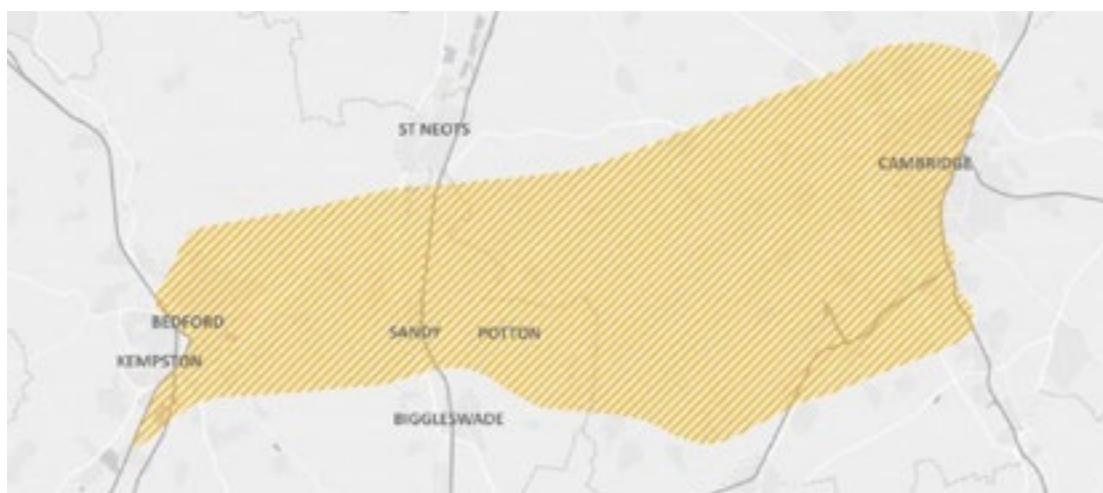 ST NEOTS
CAMBRIDGE
BEDFORD
SANDY
POTTON
KEMPSTON
BIGGLESWADE